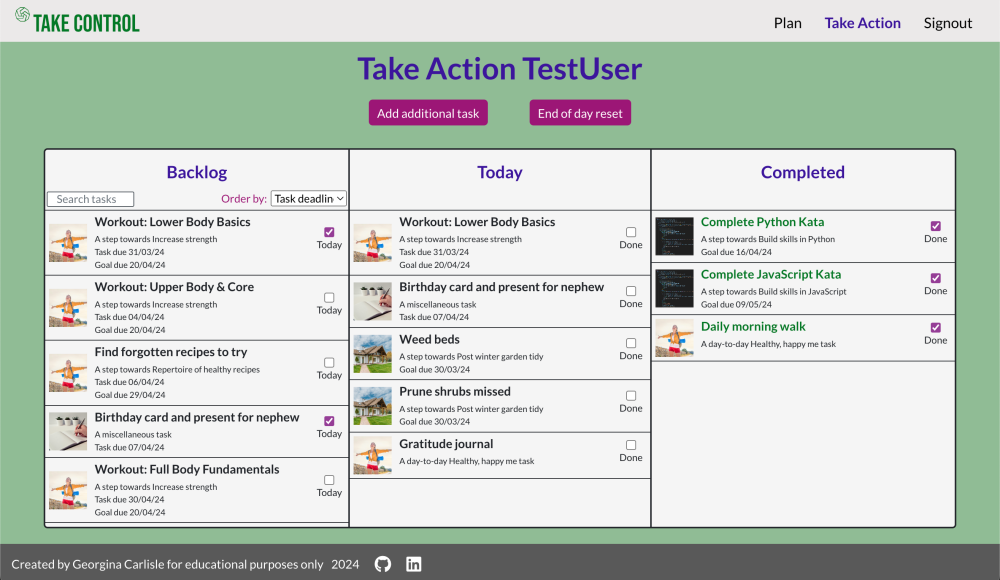 TAKE CONTROL
Plan
Take Action
Signout
Take Action TestUser
Add additional task
End of day reset
Backlog
Search tasks
Order by:
Task deadlin
Workout: Lower Body Basics
A step towards Increase strength
Task due 31/03/24
Goal due 20/04/24
Today
Workout: Upper Body & Core
A step towards Increase strength
Task due 04/04/24
Goal due 20/04/24
Today
Find forgotten recipes to try
A step towards Repertoire of healthy recipes
Task due 06/04/24
Goal due 29/04/24
Today
Birthday card and present for nephew
A miscellaneous task
Task due 07/04/24
Today
Workout: Full Body Fundamentals
A step towards Increase strength
Task due 30/04/24
Goal due 20/04/24
Today
Today
Workout: Lower Body Basics
A step towards Increase strength
Task due 31/03/24
Goal due 20/04/24
Done
Birthday card and present for nephew
A miscellaneous task
Task due 07/04/24
Done
Weed beds
A step towards Post winter garden tidy
Goal due 30/03/24
Done
Prune shrubs missed
A step towards Post winter garden tidy
Goal due 30/03/24
Done
Gratitude journal
A day-to-day Healthy, happy me task
Done
Completed
Complete Python Kata
A step towards Build skills in Python
Goal due 16/04/24
Done
Complete JavaScript Kata
A step towards Build skills in JavaScript
Goal due 09/05/24
Done
Daily morning walk
A day-to-day Healthy, happy me task
Done
Created by Georgina Carlisle for educational purposes only 2024